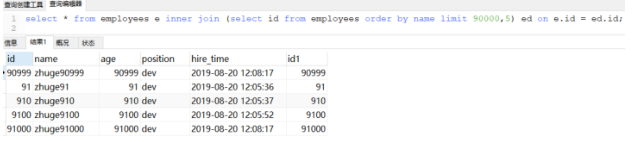 查询创建工具 查询编辑器
1 select * from employees e inner join (select id from employees order by name limit 90000,5) ed on e.id = ed.id;
2
信息 结果1 概况 状态
id name age position hire_time id1
90999 zhuge90999 90999 dev 2019-08-20 12:08:17 90999
91 zhuge91 91 dev 2019-08-20 12:05:36 91
910 zhuge910 910 dev 2019-08-20 12:05:37 910
9100 zhuge9100 9100 dev 2019-08-20 12:05:52 9100
91000 zhuge91000 91000 dev 2019-08-20 12:08:17 91000